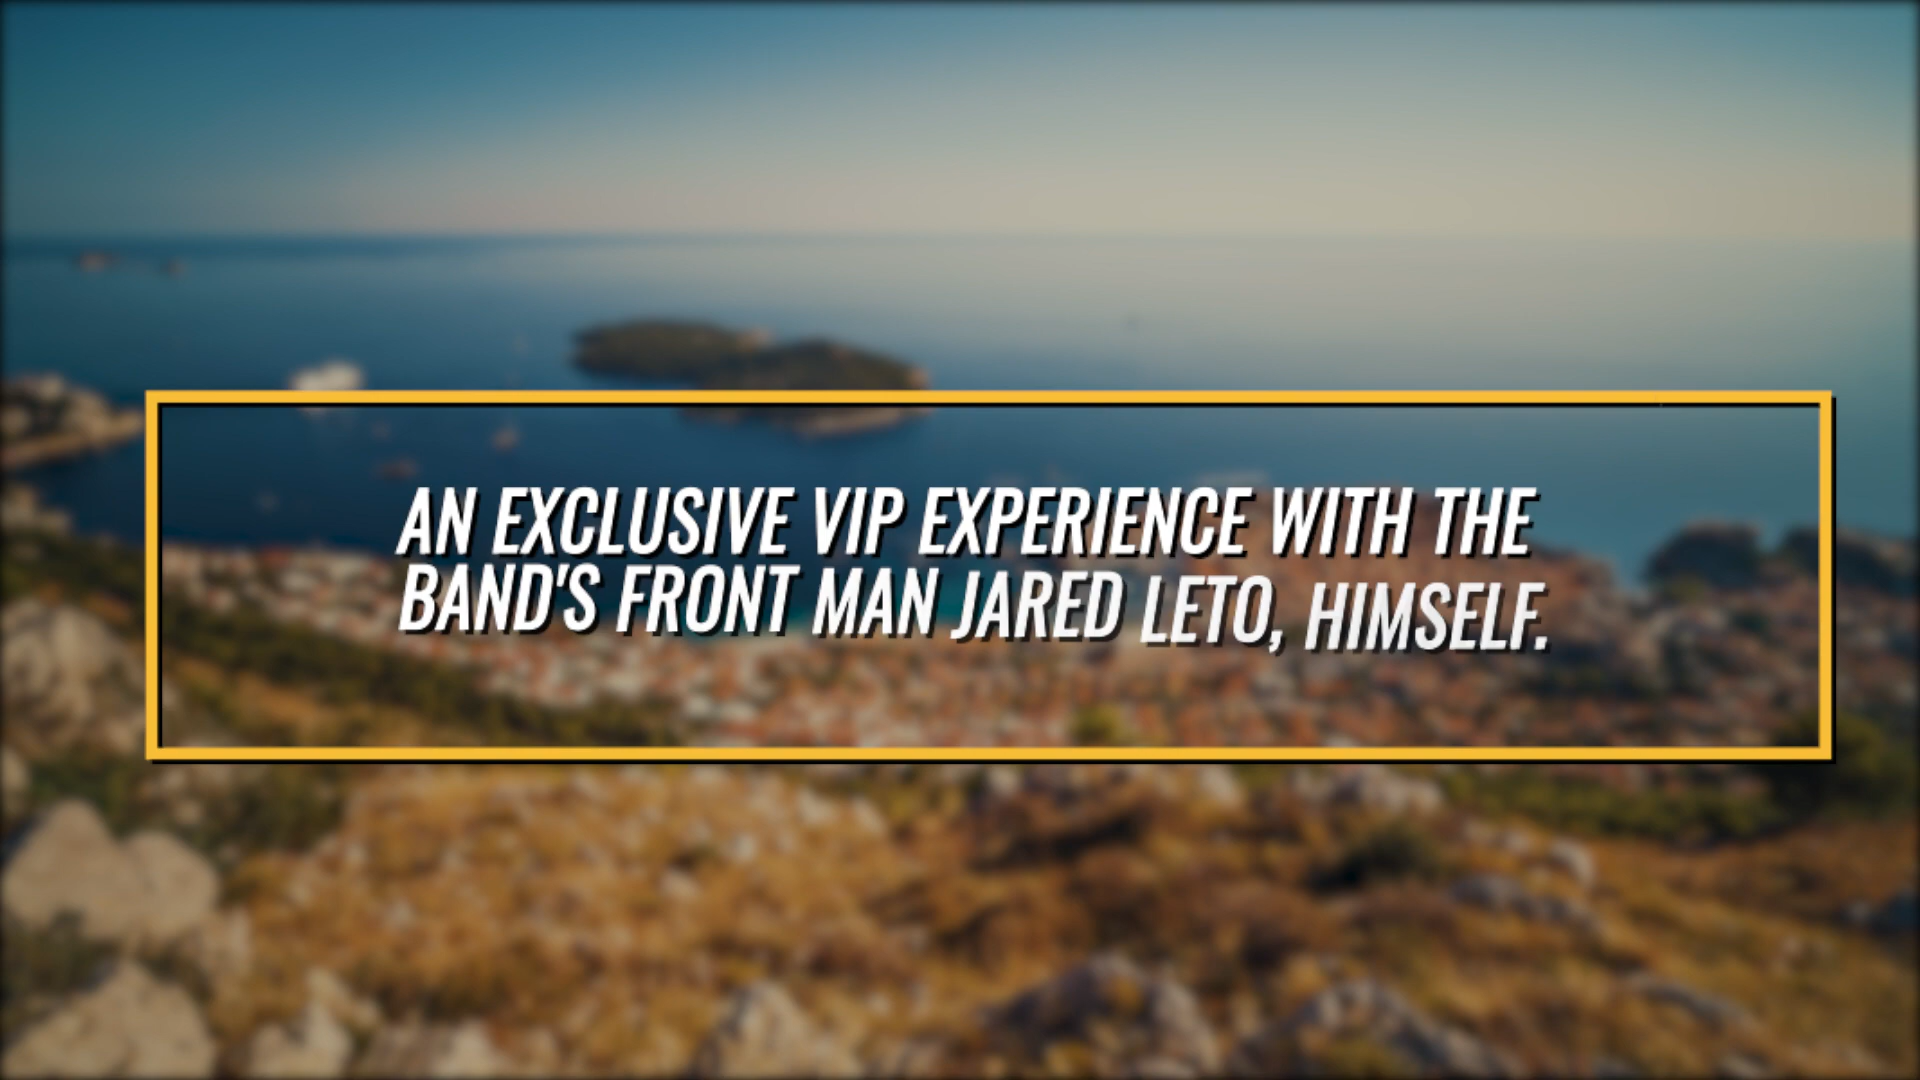 AN EXCLUSIVE VIP EXPERIENCE WITH THE
BAND'S FRONT MAN JARED LETO, HIMSELF.